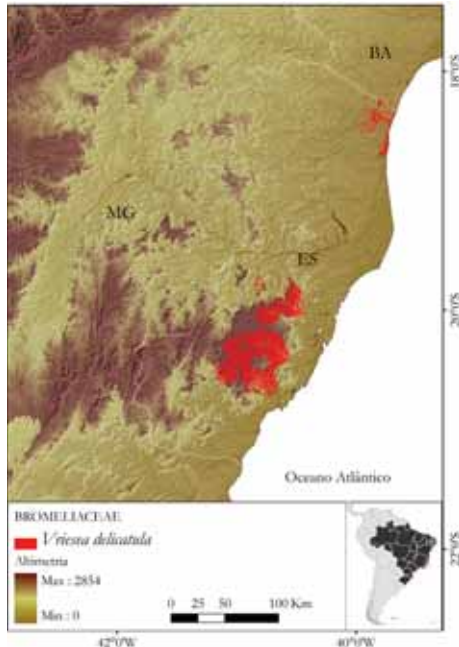 BA
18°0'S
MG
ES
20°0'S
Oceano Atlântico
BROMELIACEAE
Vriesea delicatula
Altimetria
Max : 2854
Min : 0
0 25 50 100 Km
22°0'S
42°0'W 40°0'W